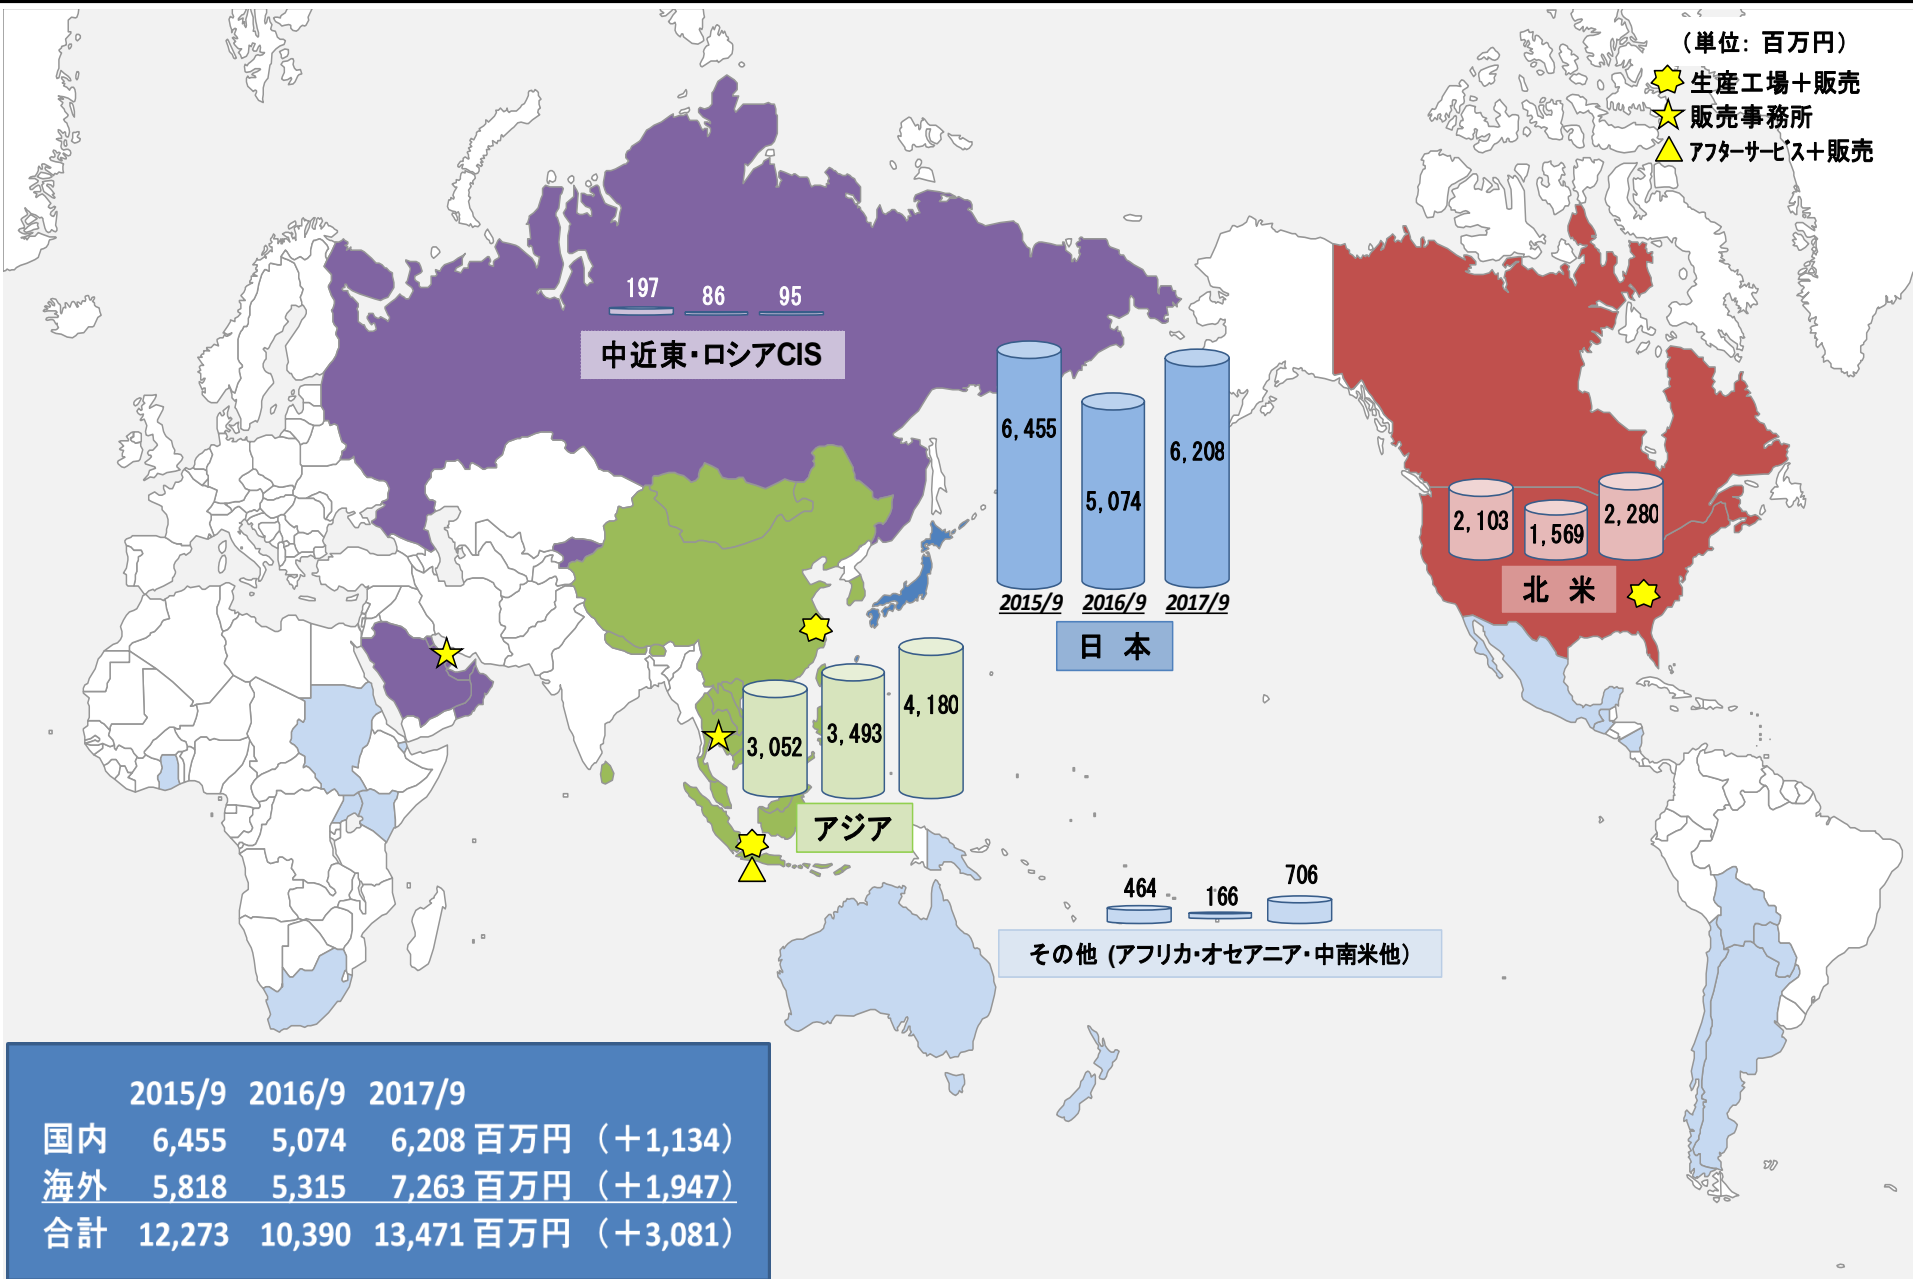 （単位: 百万円）
生産工場＋販売
販売事務所
ｱﾌﾀｰｻｰﾋﾞｽ＋販売
197 86 95
中近東・ロシアCIS
6,455 5,074 6,208
2015/9 2016/9 2017/9
日 本
2,103 1,569 2,280
北 米
3,052 3,493 4,180
アジア
464 166 706
その他 (アフリカ・オセアニア・中南米他）
2015/9 2016/9 2017/9
国内 6,455 5,074 6,208 百万円 （＋1,134）
海外 5,818 5,315 7,263 百万円 （＋1,947）
合計 12,273 10,390 13,471 百万円 （＋3,081）